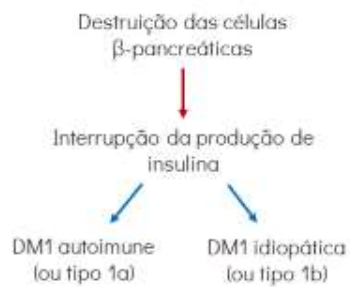 Destruição das células
β-pancreáticas
Interrupção da produção de
insulina
DM1 autoimune
(ou tipo 1a)
DM1 idiopática
(ou tipo 1b)